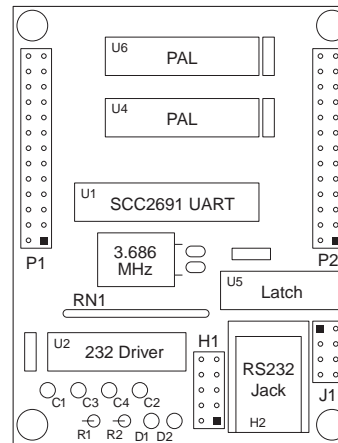 U6
PAL
U4
PAL
U1
SCC2691 UART
P1
P2
3.686
MHz
U5
Latch
RN1
U2
232 Driver
H1
RS232
Jack
H2
J1
C1
C3
C4
C2
R1
R2
D1
D2